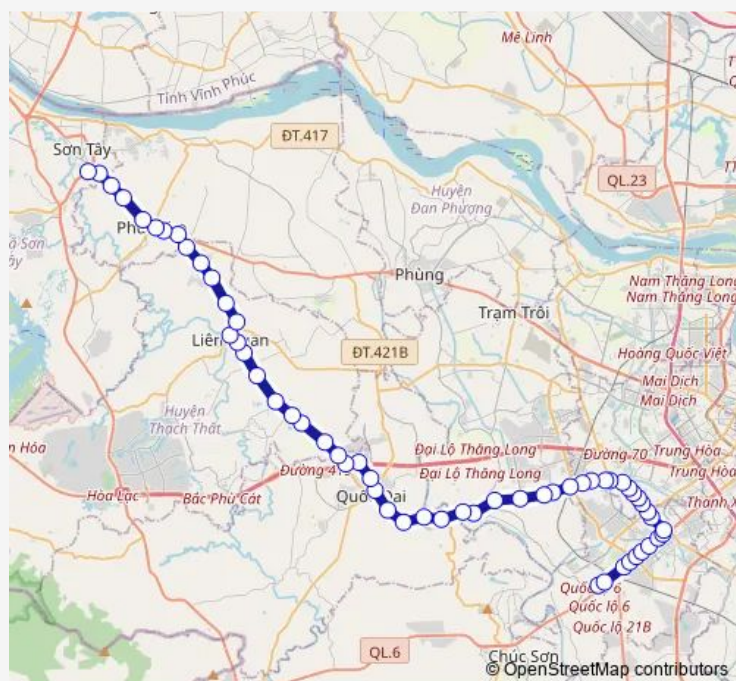 Mê Linh
Tỉnh Vĩnh Phúc
ĐT.417
Sơn Tây
QL.23
Huyện
Đan Phượng
Phùng
Nam Thăng Long
Nam Thăng Long
Trạm Trôi
ĐT.421B
Hoàng Quốc Việt
Mai Dịch
Mai Dịch
Huyện
Thạch Thất
Đại Lộ Thăng Long
Đường 70
Trung Hòa
Đại Lộ Thăng Long
Trung Hòa
Hòa Lạc
Bắc Phú Cát
Quốc lộ 6
Quốc lộ 21B
QL.6
Chúc Sơn
© OpenStreetMap contributors